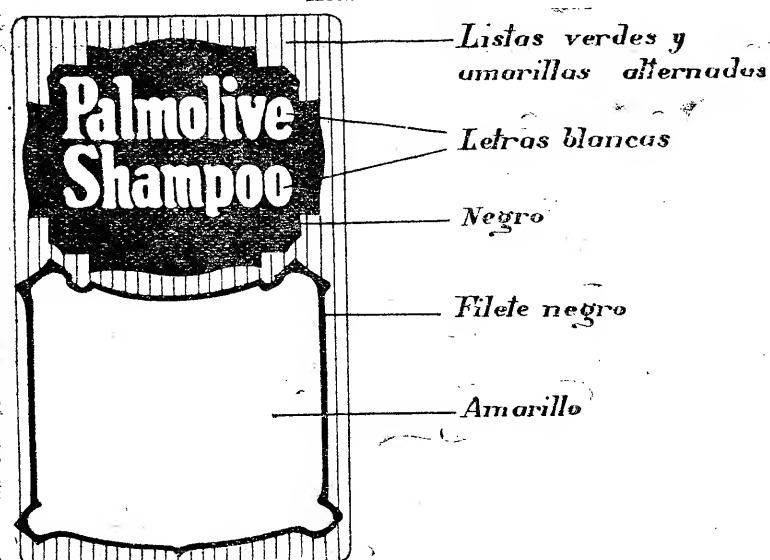 Listas verdes y
amarillas alternadas
Palmolive
Shampoo
Letras blancas
Negro
Filete negro
Amarillo